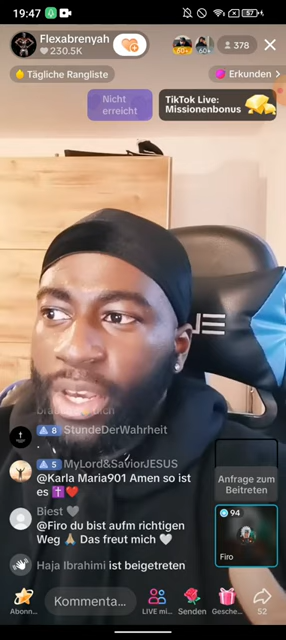 19:47
57
Flexabrenyah
230.5K
60+
60+
378
Tägliche Rangliste
Erkunden >
Nicht
erreicht
TikTok Live:
Missionenbonus
8 StundeDerWahrheit
.
5 MyLord&SaviorJESUS
@Karla Maria901 Amen so ist
es ✝️❤️
Biest 🤍
@Firo du bist aufm richtigen
Weg 🙏🏽 Das freut mich 🤍
Haja Ibrahimi ist beigetreten
Anfrage zum
Beitreten
94
Firo
Kommenta...
Abonn...
LIVE mi...
Senden
Gesche...
52